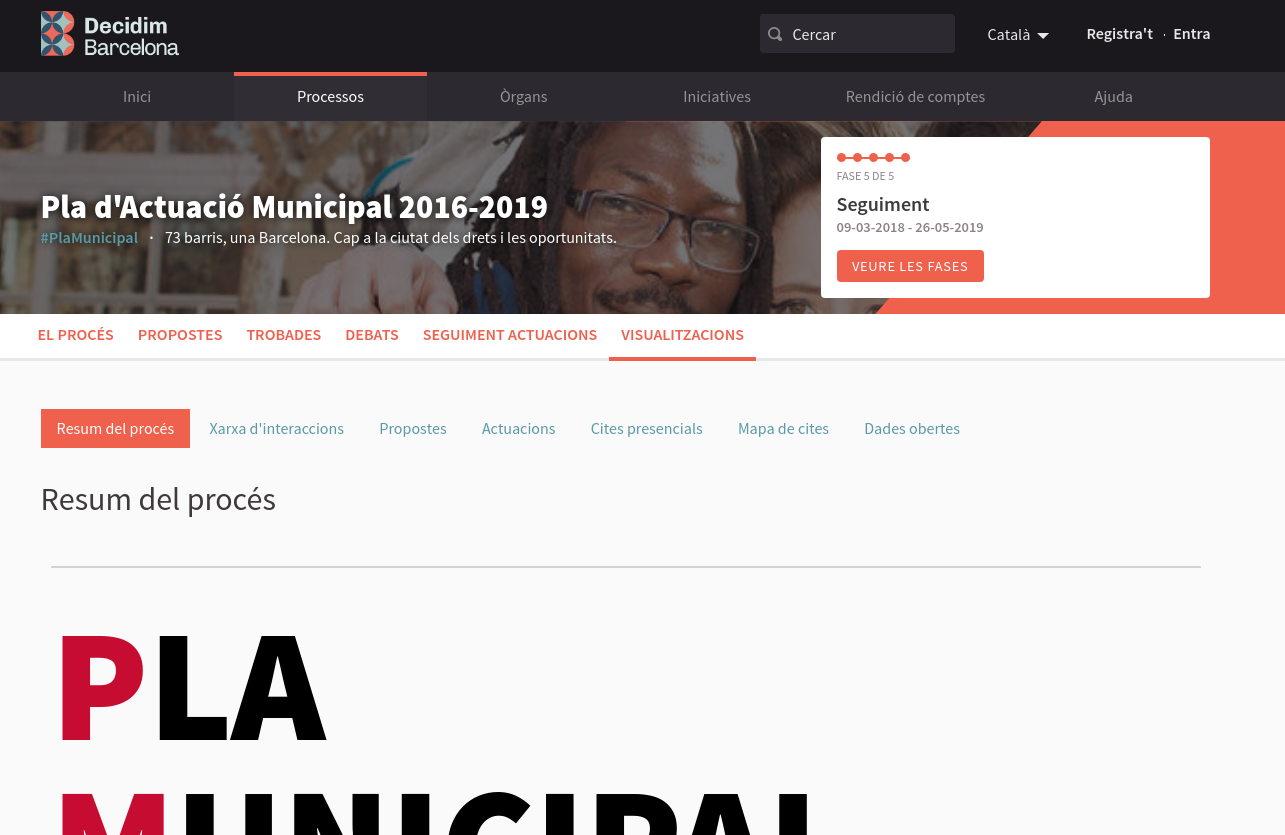 Decidim
Barcelona
Cercar
Català
Registra't · Entra
Inici
Processos
Òrgans
Iniciatives
Rendició de comptes
Ajuda
Pla d'Actuació Municipal 2016-2019
#PlaMunicipal · 73 barris, una Barcelona. Cap a la ciutat dels drets i les oportunitats.
FASE 5 DE 5
Seguiment
09-03-2018 - 26-05-2019
VEURE LES FASES
EL PROCÉS
PROPOSTES
TROBADES
DEBATS
SEGUIMENT ACTUACIONS
VISUALITZACIONS
Resum del procés
Xarxa d'interaccions
Propostes
Actuacions
Cites presencials
Mapa de cites
Dades obertes
Resum del procés
PLA
MUNICIPAL